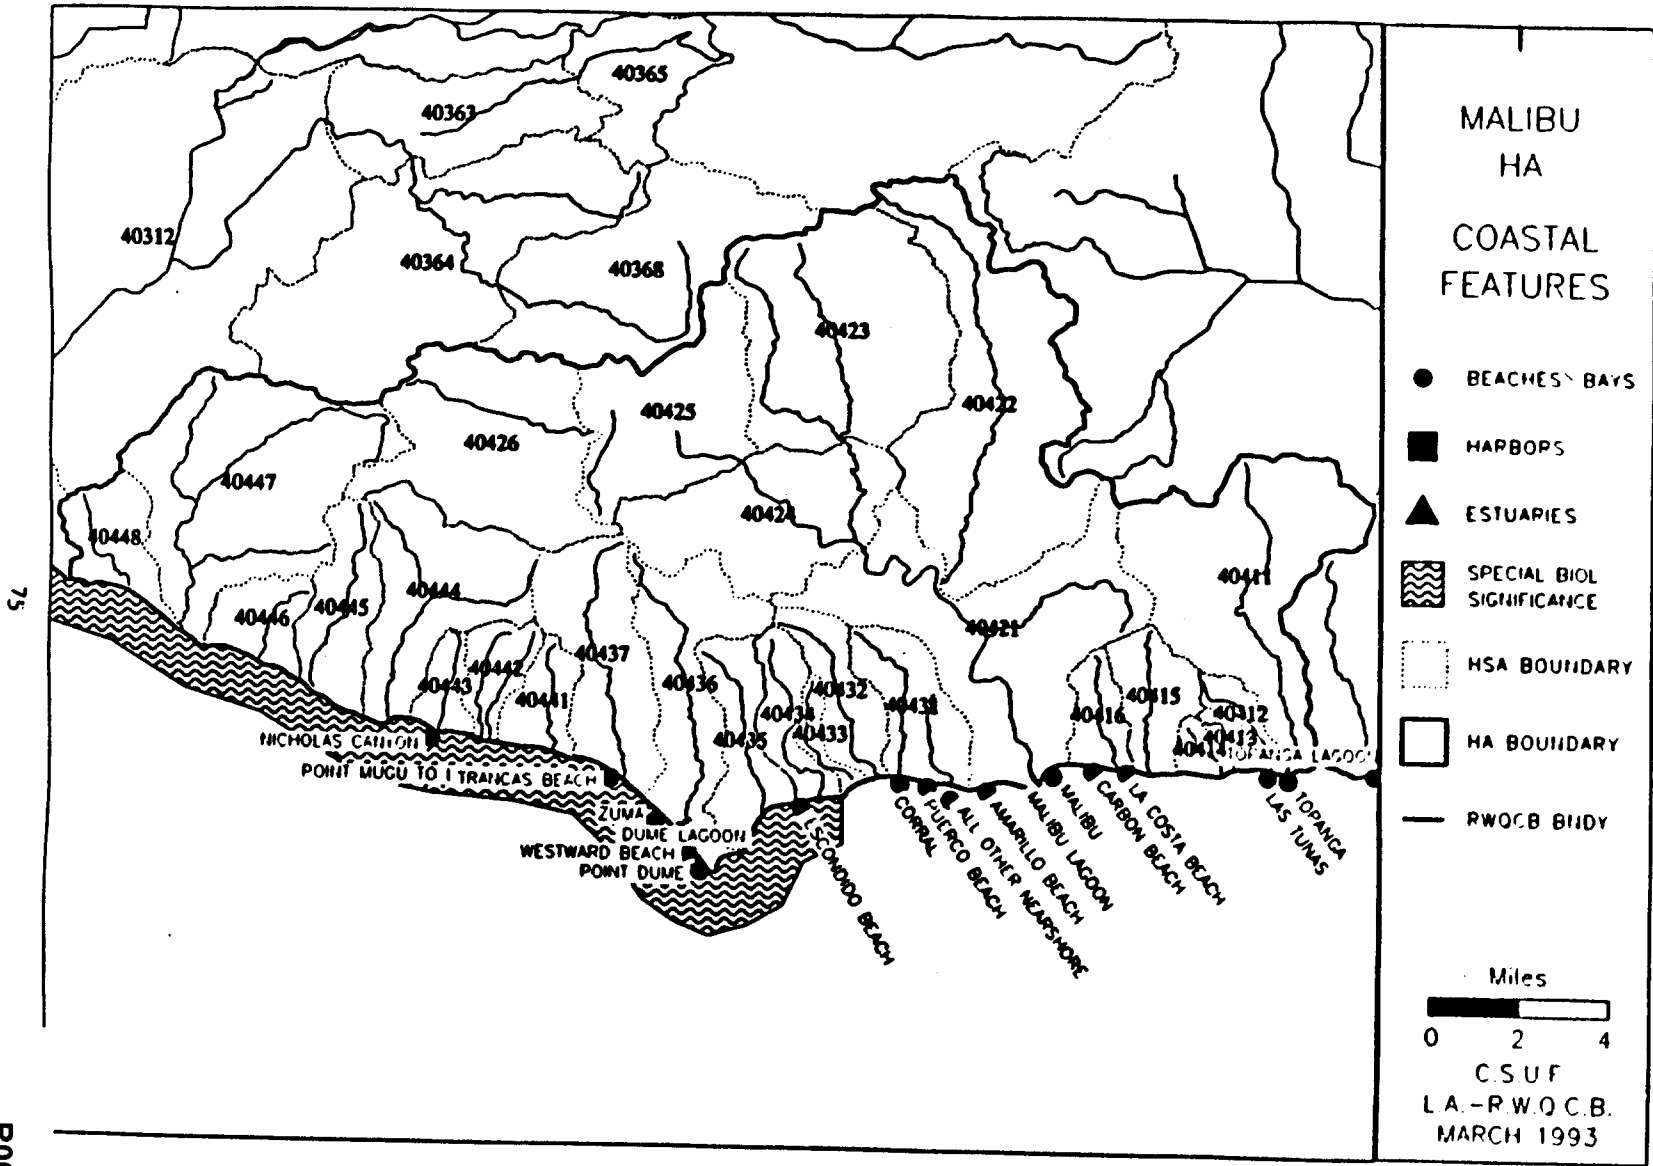 40365
40363
40312
40364
40368
40423
40422
40425
40426
40447
40424
40448
40411
40444
40445
40446
40421
40437
40442
40443
40441
40436
40432
40431
40434
40433
40435
40416
40415
40412
40413
40414
TOPANGA LAGOON
NICHOLAS CANYON
POINT MUGU TO L
TRANCAS BEACH
ZUMA
DUME LAGOON
WESTWARD BEACH
POINT DUME
ESCONDIDO BEACH
CORRAL
PUERCO BEACH
ALL OTHER NEARSHORE
AMARILLO BEACH
MALIBU LAGOON
MALIBU
CARBON BEACH
LA COSTA BEACH
LAS TUNAS
TOPANGA
MALIBU
HA
COASTAL
FEATURES
BEACHES\ BAYS
HARBORS
ESTUARIES
SPECIAL BIOL
SIGNIFICANCE
HSA BOUNDARY
HA BOUNDARY
RWQCB BNDY
Miles
0 2 4
C.S.U.F
L.A.-R.W.Q.C.B.
MARCH 1993
75